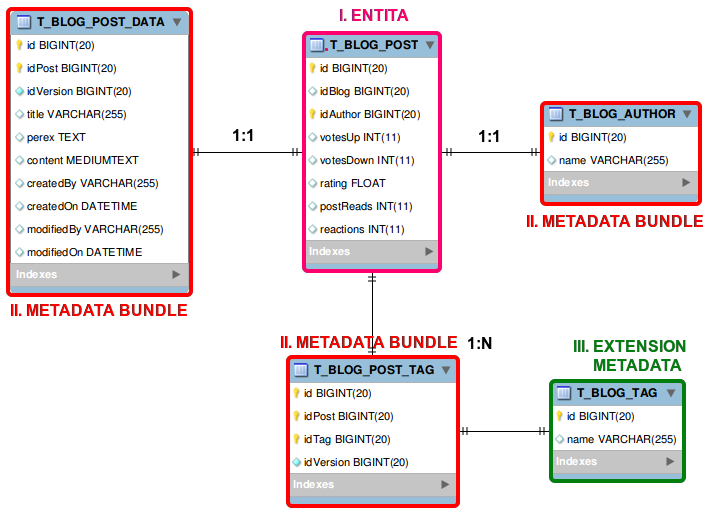 T_BLOG_POST_DATA
id BIGINT(20)
idPost BIGINT(20)
idVersion BIGINT(20)
title VARCHAR(255)
perex TEXT
content MEDIUMTEXT
createdBy VARCHAR(255)
createdOn DATETIME
modifiedBy VARCHAR(255)
modifiedOn DATETIME
Indexes
II. METADATA BUNDLE
1:1
I. ENTITA
T_BLOG_POST
id BIGINT(20)
idBlog BIGINT(20)
idAuthor BIGINT(20)
votesUp INT(11)
votesDown INT(11)
rating FLOAT
postReads INT(11)
reactions INT(11)
Indexes
1:1
T_BLOG_AUTHOR
id BIGINT(20)
name VARCHAR(255)
Indexes
II. METADATA BUNDLE
II. METADATA BUNDLE
1:N
T_BLOG_POST_TAG
id BIGINT(20)
idPost BIGINT(20)
idTag BIGINT(20)
idVersion BIGINT(20)
Indexes
III. EXTENSION
METADATA
T_BLOG_TAG
id BIGINT(20)
name VARCHAR(255)
Indexes